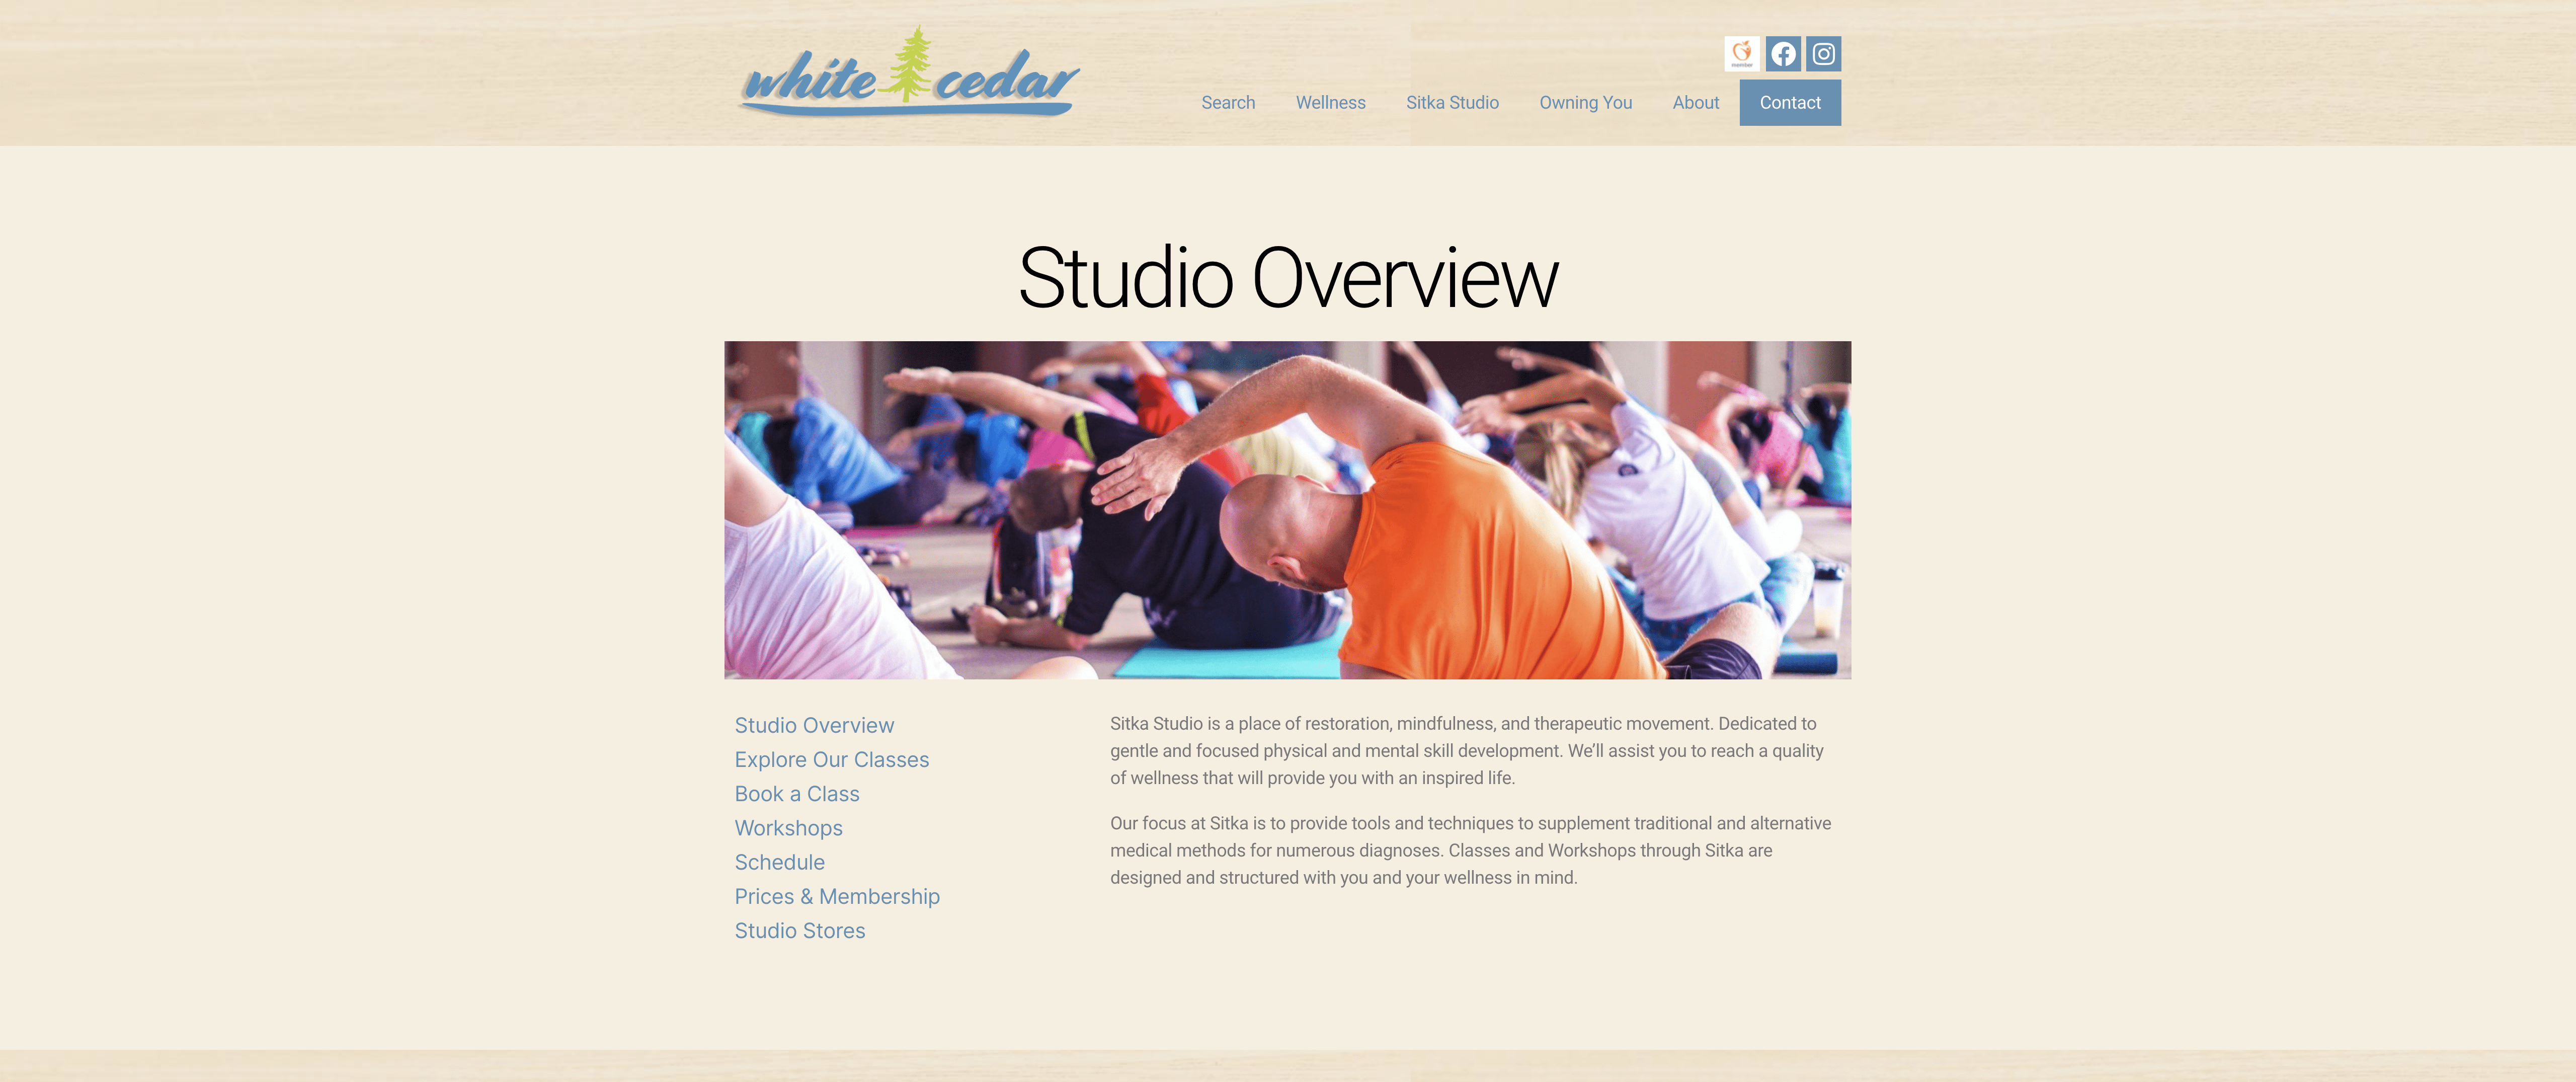 white cedar
member
Search Wellness Sitka Studio Owning You About Contact
Studio Overview
Studio Overview
Explore Our Classes
Book a Class
Workshops
Schedule
Prices & Membership
Studio Stores
Sitka Studio is a place of restoration, mindfulness, and therapeutic movement. Dedicated to
gentle and focused physical and mental skill development. We’ll assist you to reach a quality
of wellness that will provide you with an inspired life.
Our focus at Sitka is to provide tools and techniques to supplement traditional and alternative
medical methods for numerous diagnoses. Classes and Workshops through Sitka are
designed and structured with you and your wellness in mind.